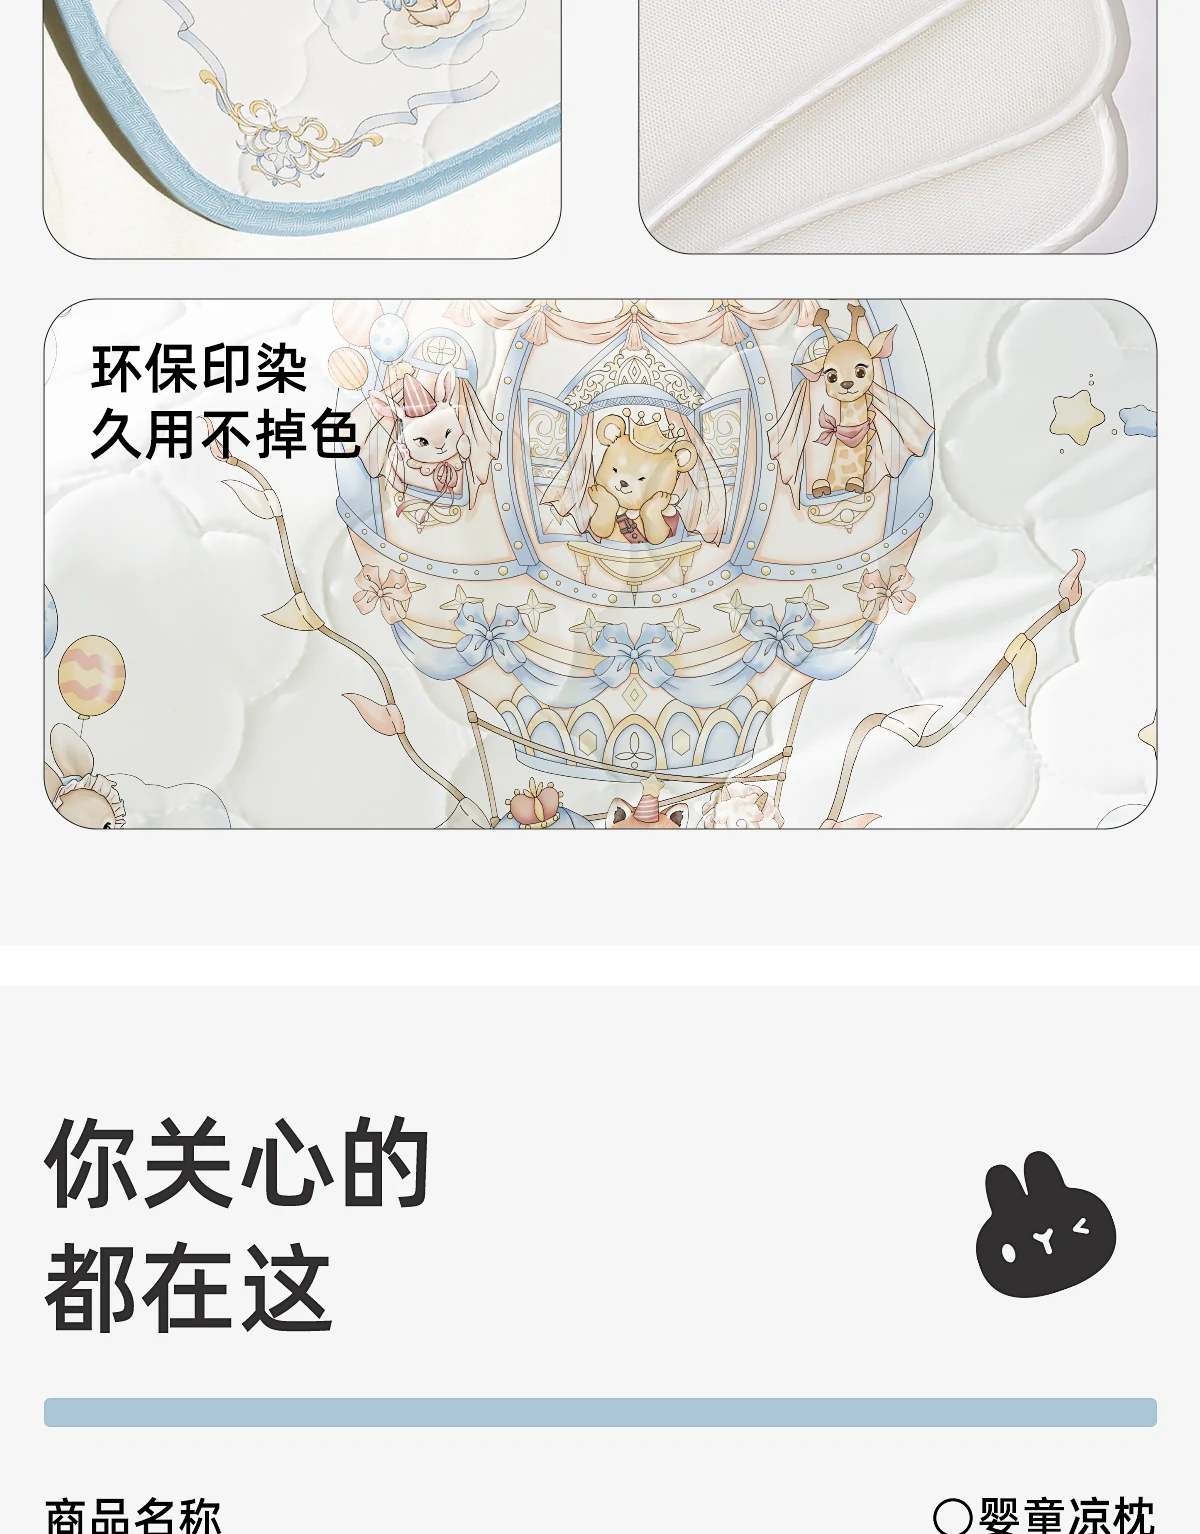 环保印染
久用不掉色
你关心的
都在这
商品名称
〇婴童凉枕